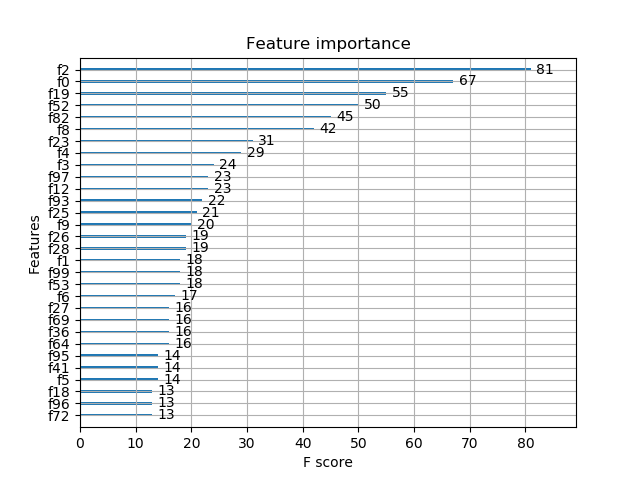 Feature importance
f2 81
f0 67
f19 55
f52 50
f82 45
f8 42
f23 31
f4 29
f3 24
f97 23
f12 23
f93 22
f25 21
f9 20
f26 19
f28 19
f1 18
f99 18
f53 18
f6 17
f27 16
f69 16
f36 16
f64 16
f95 14
f41 14
f5 14
f18 13
f96 13
f72 13
Features
0 10 20 30 40 50 60 70 80
F score